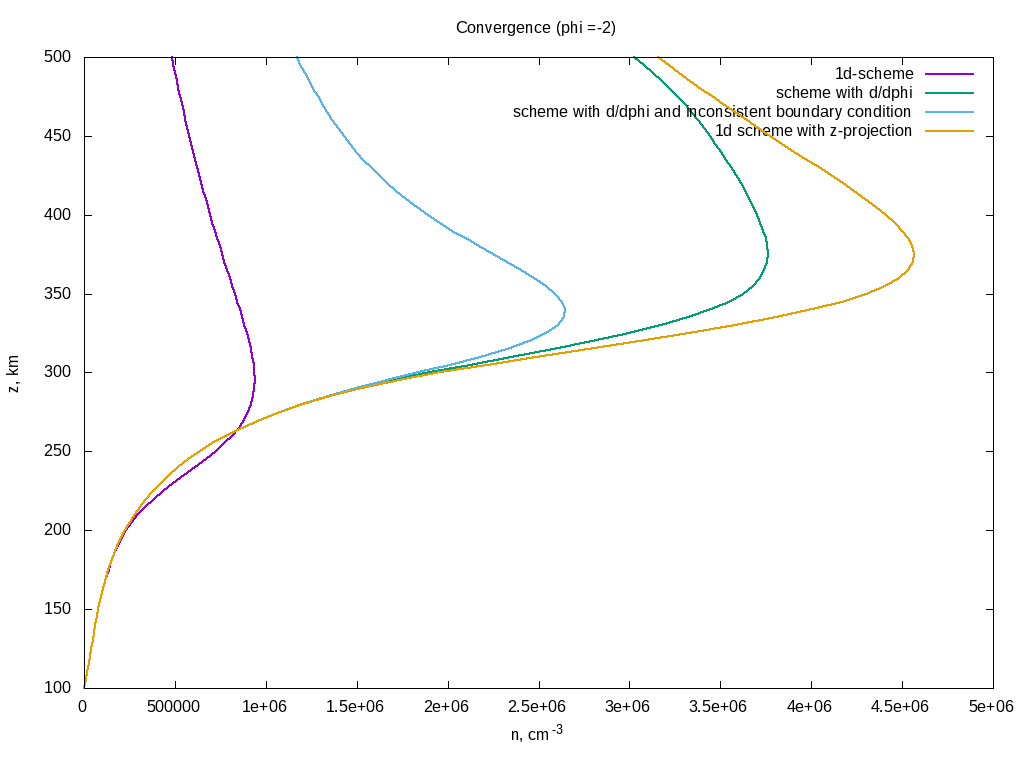 Convergence (phi =-2)
500
450
400
350
300
250
200
150
100
z, km
1d-scheme
scheme with d/dphi
scheme with d/dphi and inconsistent boundary condition
1d scheme with z-projection
0 500000 1e+06 1.5e+06 2e+06 2.5e+06 3e+06 3.5e+06 4e+06 4.5e+06 5e+06
n, cm-3